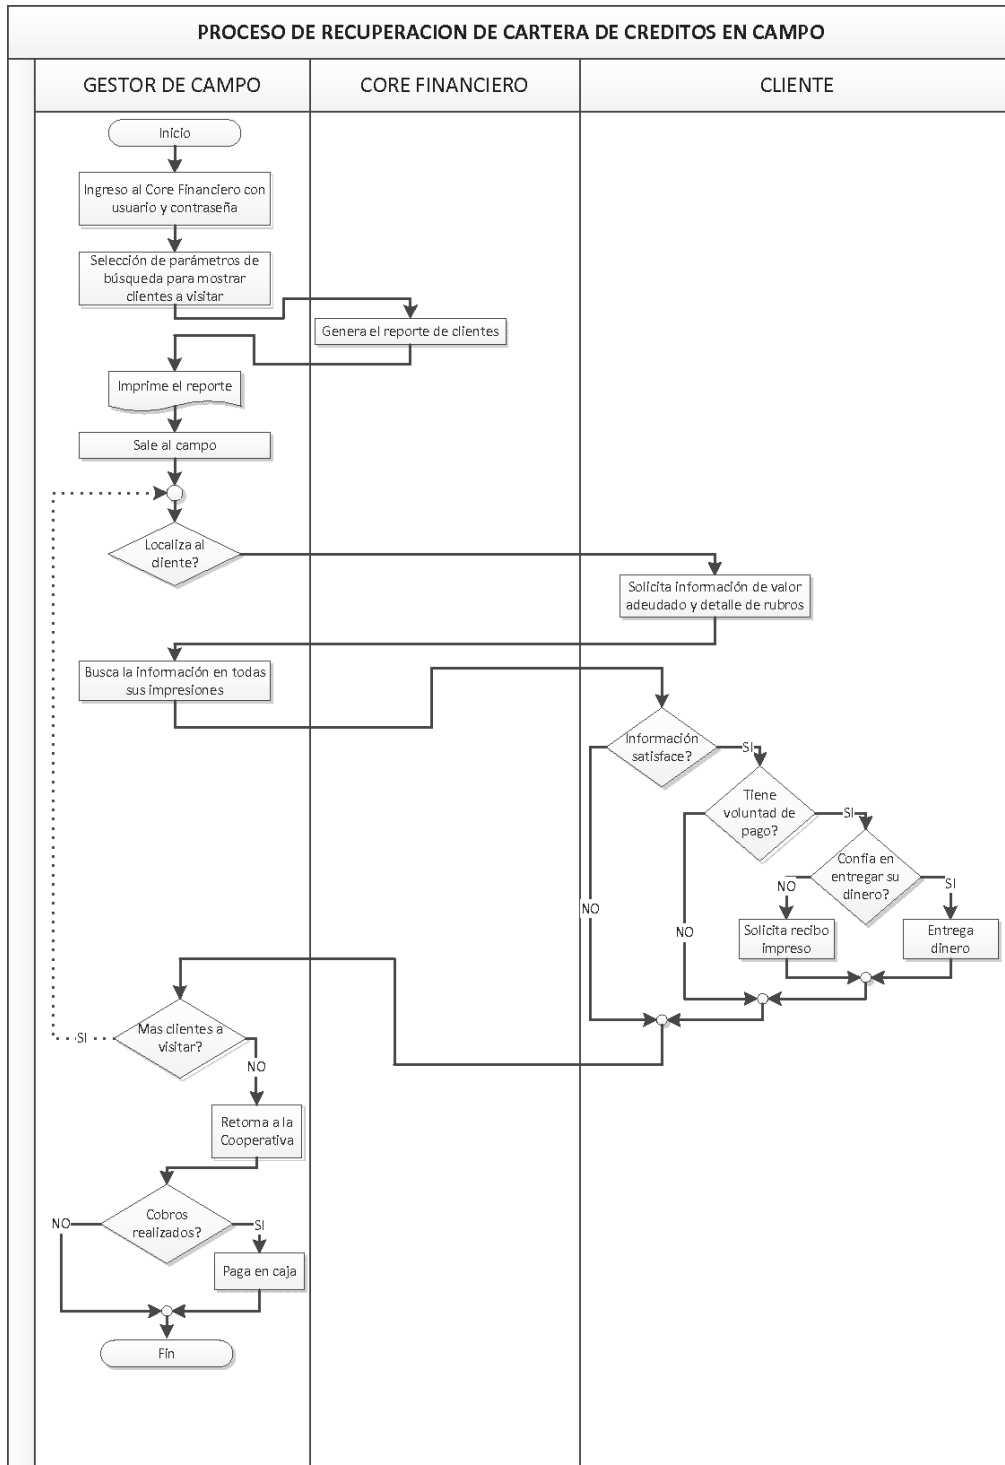 PROCESO DE RECUPERACION DE CARTERA DE CREDITOS EN CAMPO
GESTOR DE CAMPO
CORE FINANCIERO
CLIENTE
Inicio
Ingreso al Core Financiero con
usuario y contraseña
Selección de parámetros de
búsqueda para mostrar
clientes a visitar
Genera el reporte de clientes
Imprime el reporte
Sale al campo
Localiza al
cliente?
Solicita información de valor
adeudado y detalle de rubros
Busca la información en todas
sus impresiones
Información
satisface?
SI
Tiene
voluntad de
pago?
SI
Confia en
entregar su
dinero?
NO
SI
NO
Solicita recibo
impreso
Entrega
dinero
NO
Mas clientes a
visitar?
SI
NO
Retorna a la
Cooperativa
Cobros
realizados?
NO
SI
Paga en caja
Fin